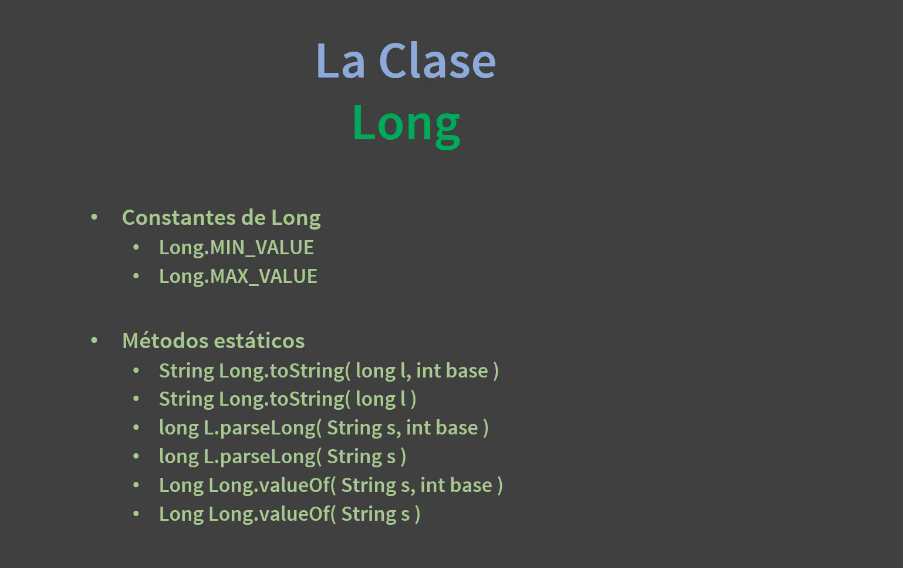 La Clase
Long
• Constantes de Long
• Long.MIN_VALUE
• Long.MAX_VALUE
• Métodos estáticos
• String Long.toString( long l, int base )
• String Long.toString( long l )
• long L.parseLong( String s, int base )
• long L.parseLong( String s )
• Long Long.valueOf( String s, int base )
• Long Long.valueOf( String s )